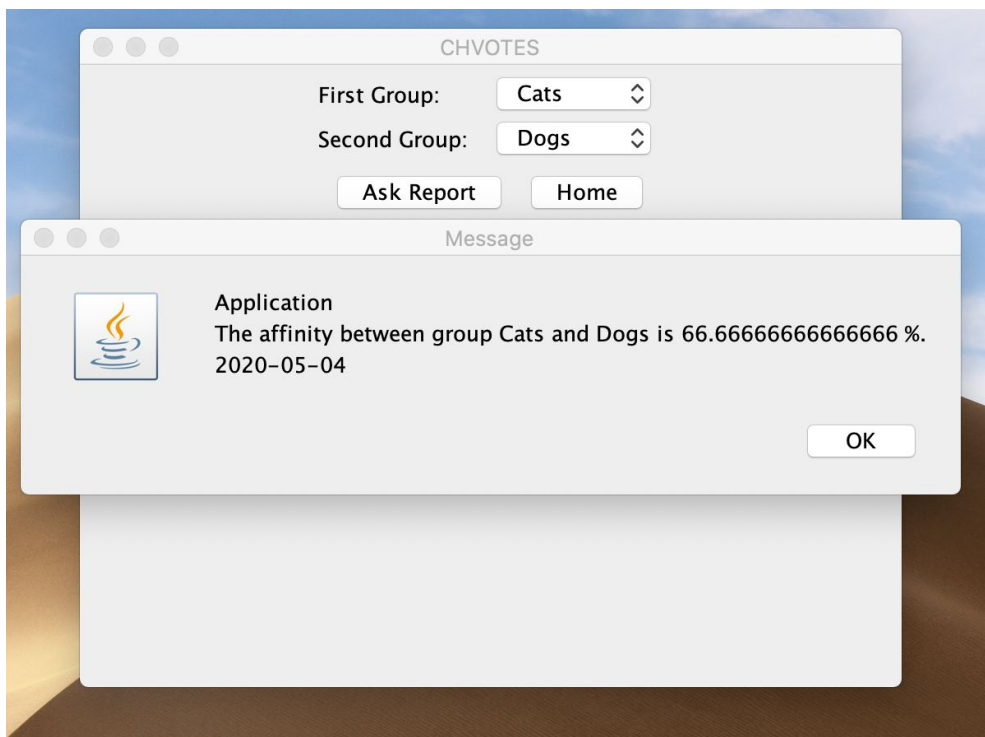 CHVOTES
First Group: Cats
Second Group: Dogs
Ask Report Home
Message
Application
The affinity between group Cats and Dogs is 66.66666666666666 %.
2020-05-04
OK